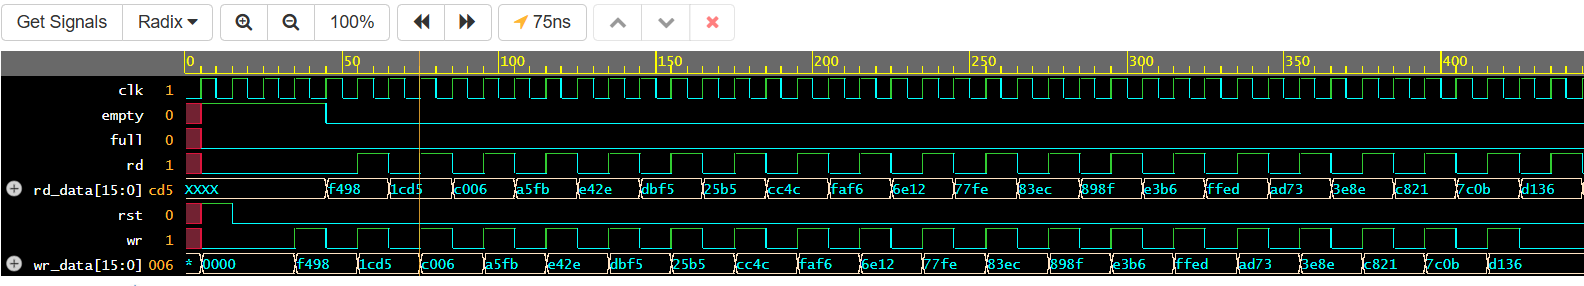 Get Signals Radix 100% 75ns
0 50 100 150 200 250 300 350 400
clk 1
empty 0
full 0
rd 1
rd_data[15:0] cd5 XXXX f498 1cd5 c006 a5fb e42e dbf5 25b5 cc4c faf6 6e12 77fe 83ec 898f e3b6 ffed ad73 3e8e c821 7c0b d136
rst 0
wr 1
wr_data[15:0] 006 * 0000 f498 1cd5 c006 a5fb e42e dbf5 25b5 cc4c faf6 6e12 77fe 83ec 898f e3b6 ffed ad73 3e8e c821 7c0b d136